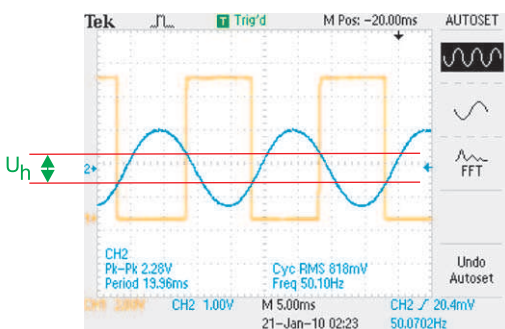 Tek Trig'd M Pos: -20.00ms AUTOSET
T
FFT
U
h
2
CH2
Pk-Pk 2.28V Cyc RMS 818mV
Period 19.96ms Freq 50.10Hz
Undo
Autoset
CH2 1.00V M 5.00ms CH2 20.4mV
21-Jan-10 02:23 50.0702Hz